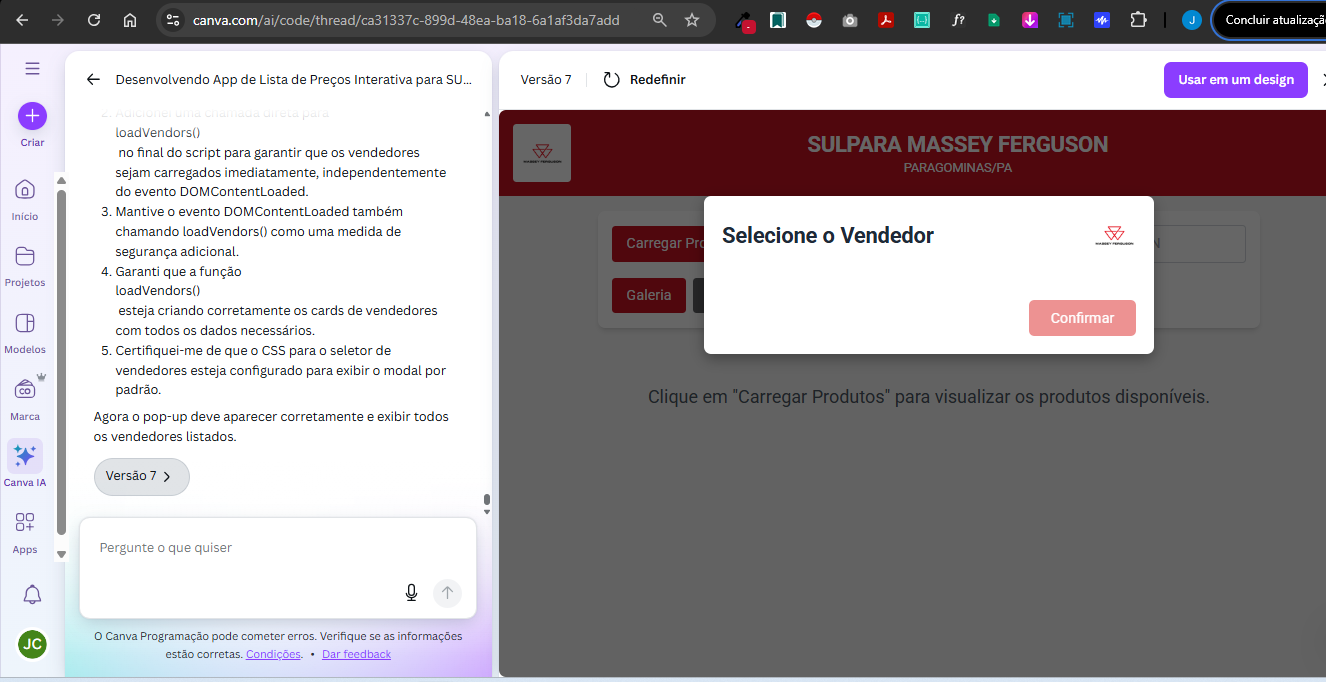 canva.com/ai/code/thread/ca31337c-899d-48ea-ba18-6a1af3da7add
J
Concluir atualizaçã
Criar
Início
Projetos
Modelos
Marca
Canva IA
Apps
JC
Desenvolvendo App de Lista de Preços Interativa para SU...
2. Adicionei uma chamada direta para
loadVendors()
no final do script para garantir que os vendedores
sejam carregados imediatamente, independentemente
do evento DOMContentLoaded.
3. Mantive o evento DOMContentLoaded também
chamando loadVendors() como uma medida de
segurança adicional.
4. Garanti que a função
loadVendors()
esteja criando corretamente os cards de vendedores
com todos os dados necessários.
5. Certifiquei-me de que o CSS para o seletor de
vendedores esteja configurado para exibir o modal por
padrão.
Agora o pop-up deve aparecer corretamente e exibir todos
os vendedores listados.
Versão 7
Pergunte o que quiser
O Canva Programação pode cometer erros. Verifique se as informações
estão corretas. Condições. • Dar feedback
Versão 7
Redefinir
Usar em um design
MASSEY FERGUSON
SULPARA MASSEY FERGUSON
PARAGOMINAS/PA
Carregar Pro
N
Galeria
Selecione o Vendedor
MASSEY FERGUSON
Confirmar
Clique em "Carregar Produtos" para visualizar os produtos disponíveis.